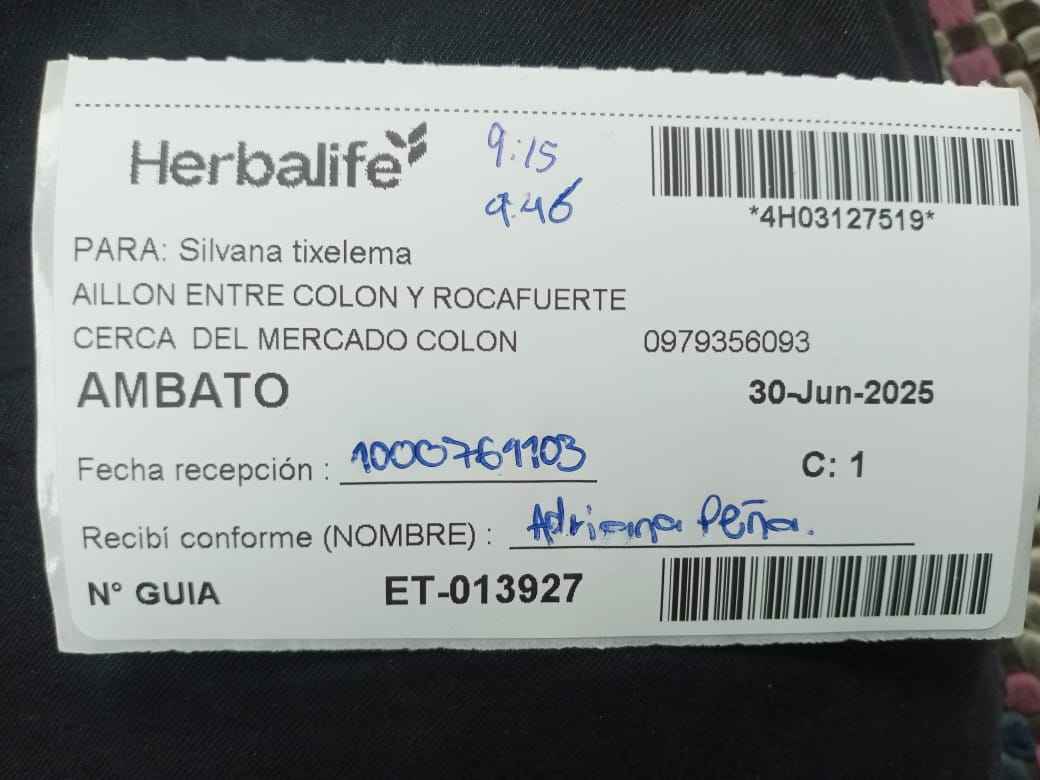 Herbalife 9:15
9:46
*4H03127519*
PARA: Silvana tixelema
AILLON ENTRE COLON Y ROCAFUERTE
CERCA DEL MERCADO COLON 0979356093
AMBATO 30-Jun-2025
Fecha recepción : 1000769103 C: 1
Recibí conforme (NOMBRE) : Adriana Peña.
N° GUIA ET-013927